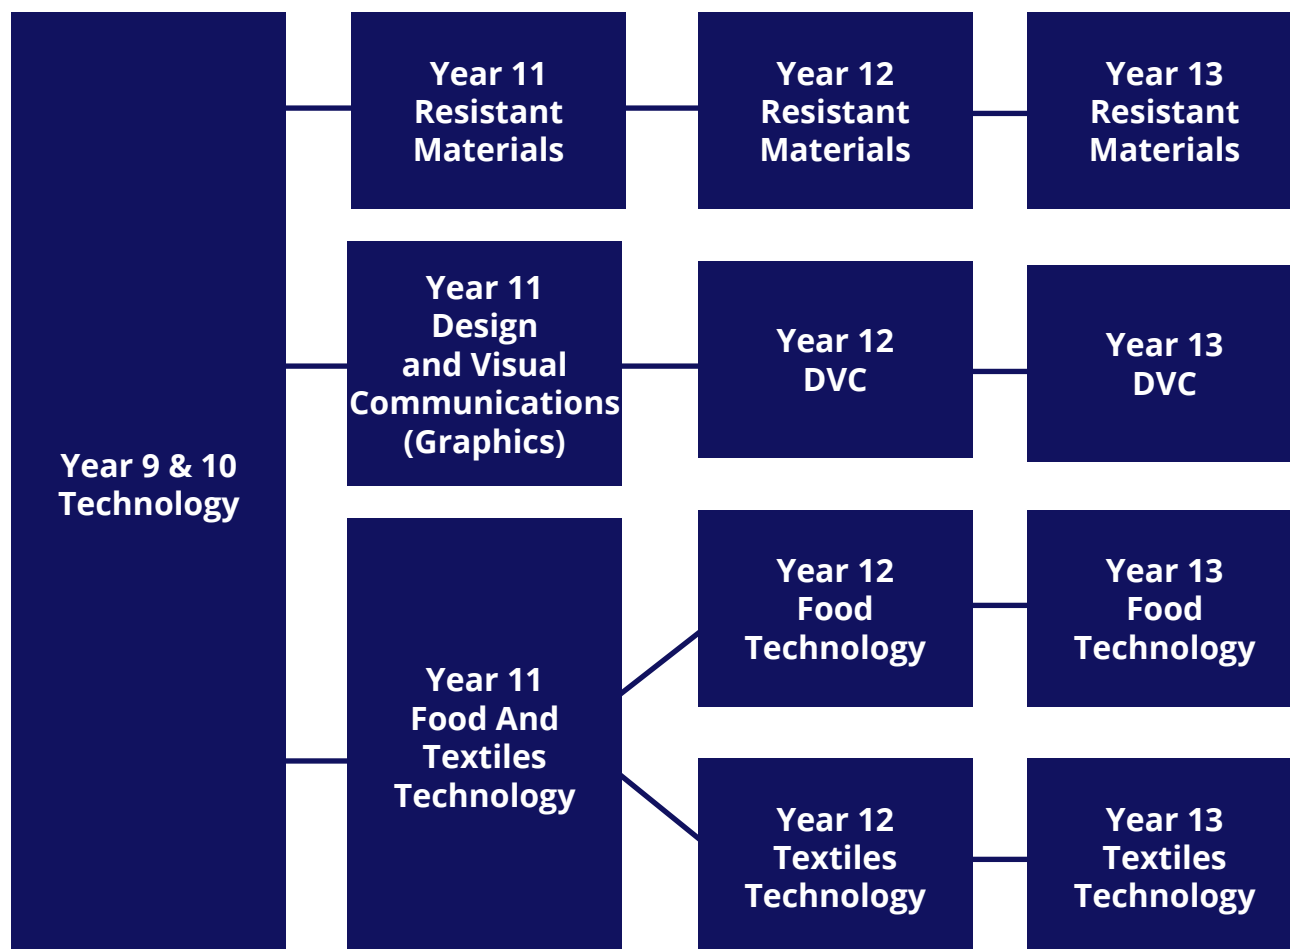 Year 9 & 10
Technology
Year 11
Resistant
Materials
Year 12
Resistant
Materials
Year 13
Resistant
Materials
Year 11
Design
and Visual
Communications
(Graphics)
Year 12
DVC
Year 13
DVC
Year 11
Food And
Textiles
Technology
Year 12
Food
Technology
Year 13
Food
Technology
Year 12
Textiles
Technology
Year 13
Textiles
Technology